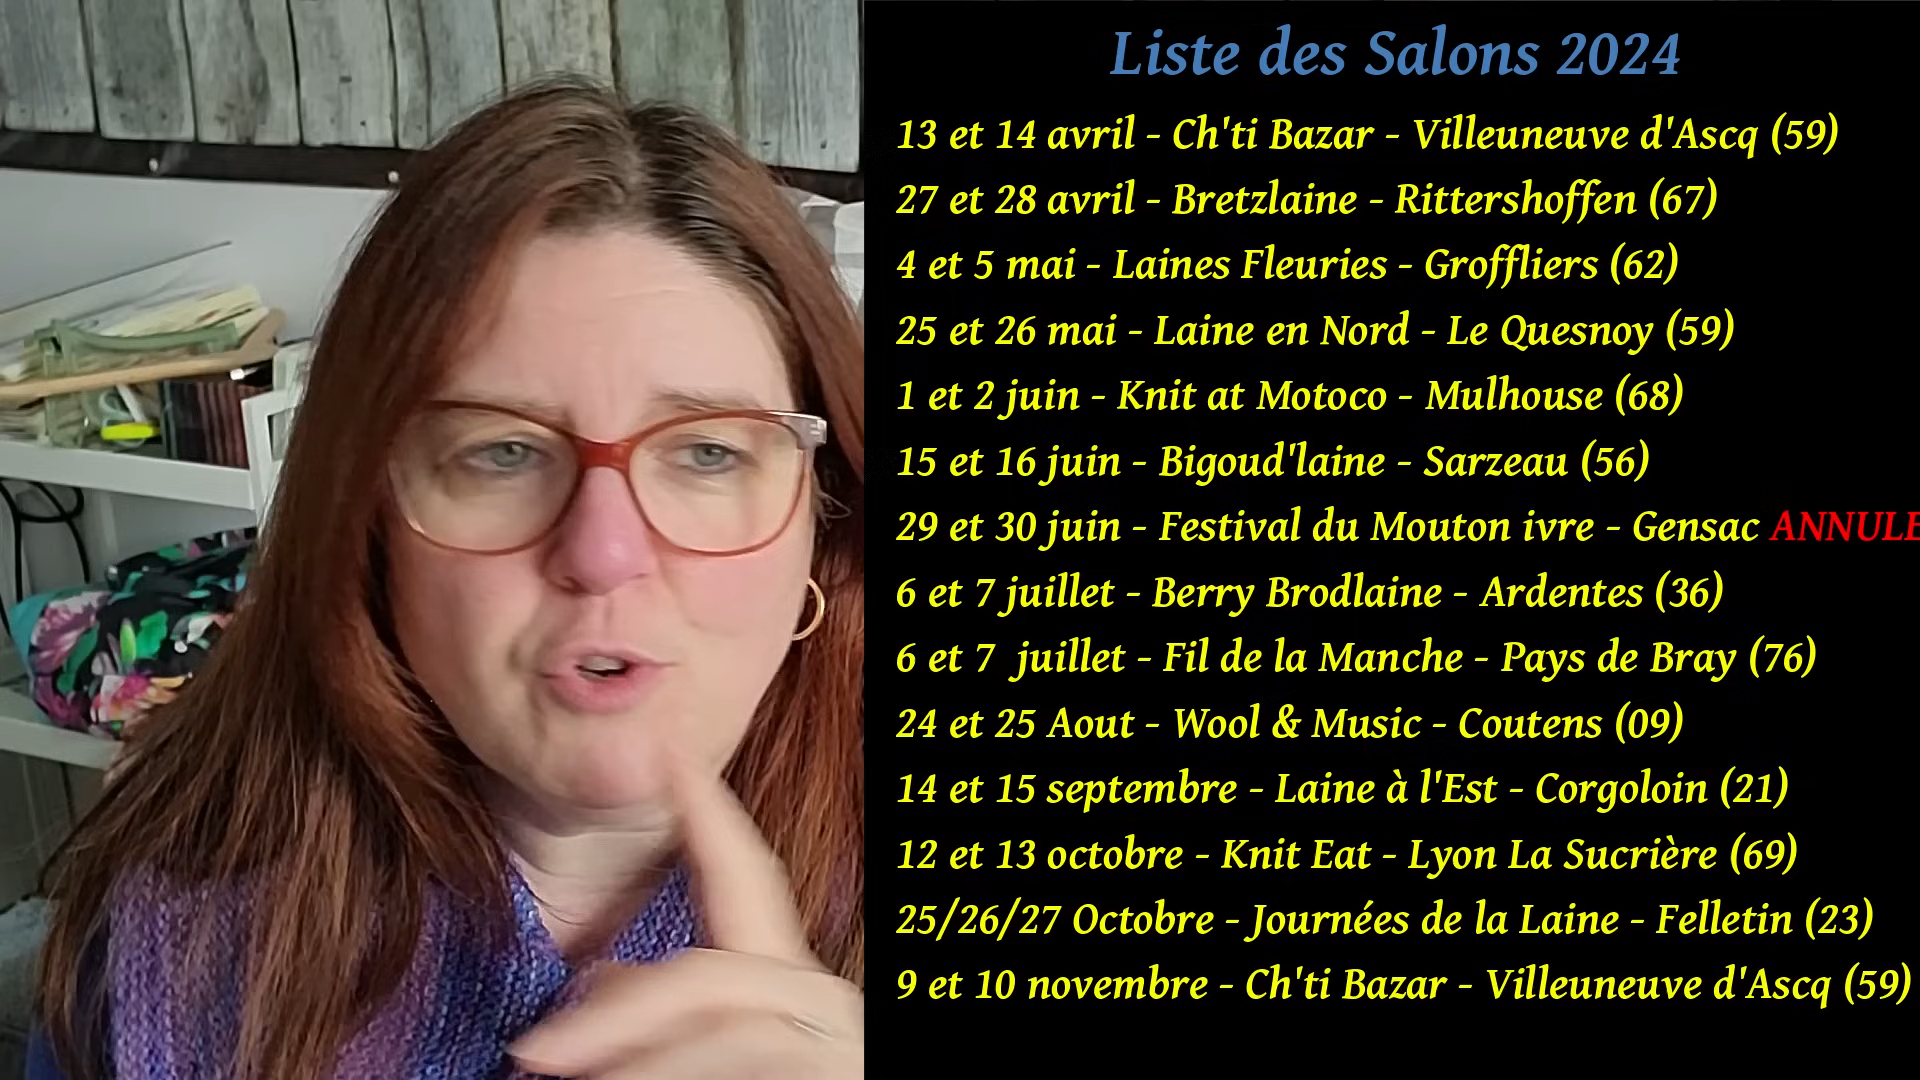 Liste des Salons 2024
13 et 14 avril - Ch'ti Bazar - Villeuneuve d'Ascq (59)
27 et 28 avril - Bretzlaine - Rittershoffen (67)
4 et 5 mai - Laines Fleuries - Groffliers (62)
25 et 26 mai - Laine en Nord - Le Quesnoy (59)
1 et 2 juin - Knit at Motoco - Mulhouse (68)
15 et 16 juin - Bigoud'laine - Sarzeau (56)
29 et 30 juin - Festival du Mouton ivre - Gensac ANNULE
6 et 7 juillet - Berry Brodlaine - Ardentes (36)
6 et 7 juillet - Fil de la Manche - Pays de Bray (76)
24 et 25 Aout - Wool & Music - Coutens (09)
14 et 15 septembre - Laine à l'Est - Corgoloin (21)
12 et 13 octobre - Knit Eat - Lyon La Sucrière (69)
25/26/27 Octobre - Journées de la Laine - Felletin (23)
9 et 10 novembre - Ch'ti Bazar - Villeuneuve d'Ascq (59)